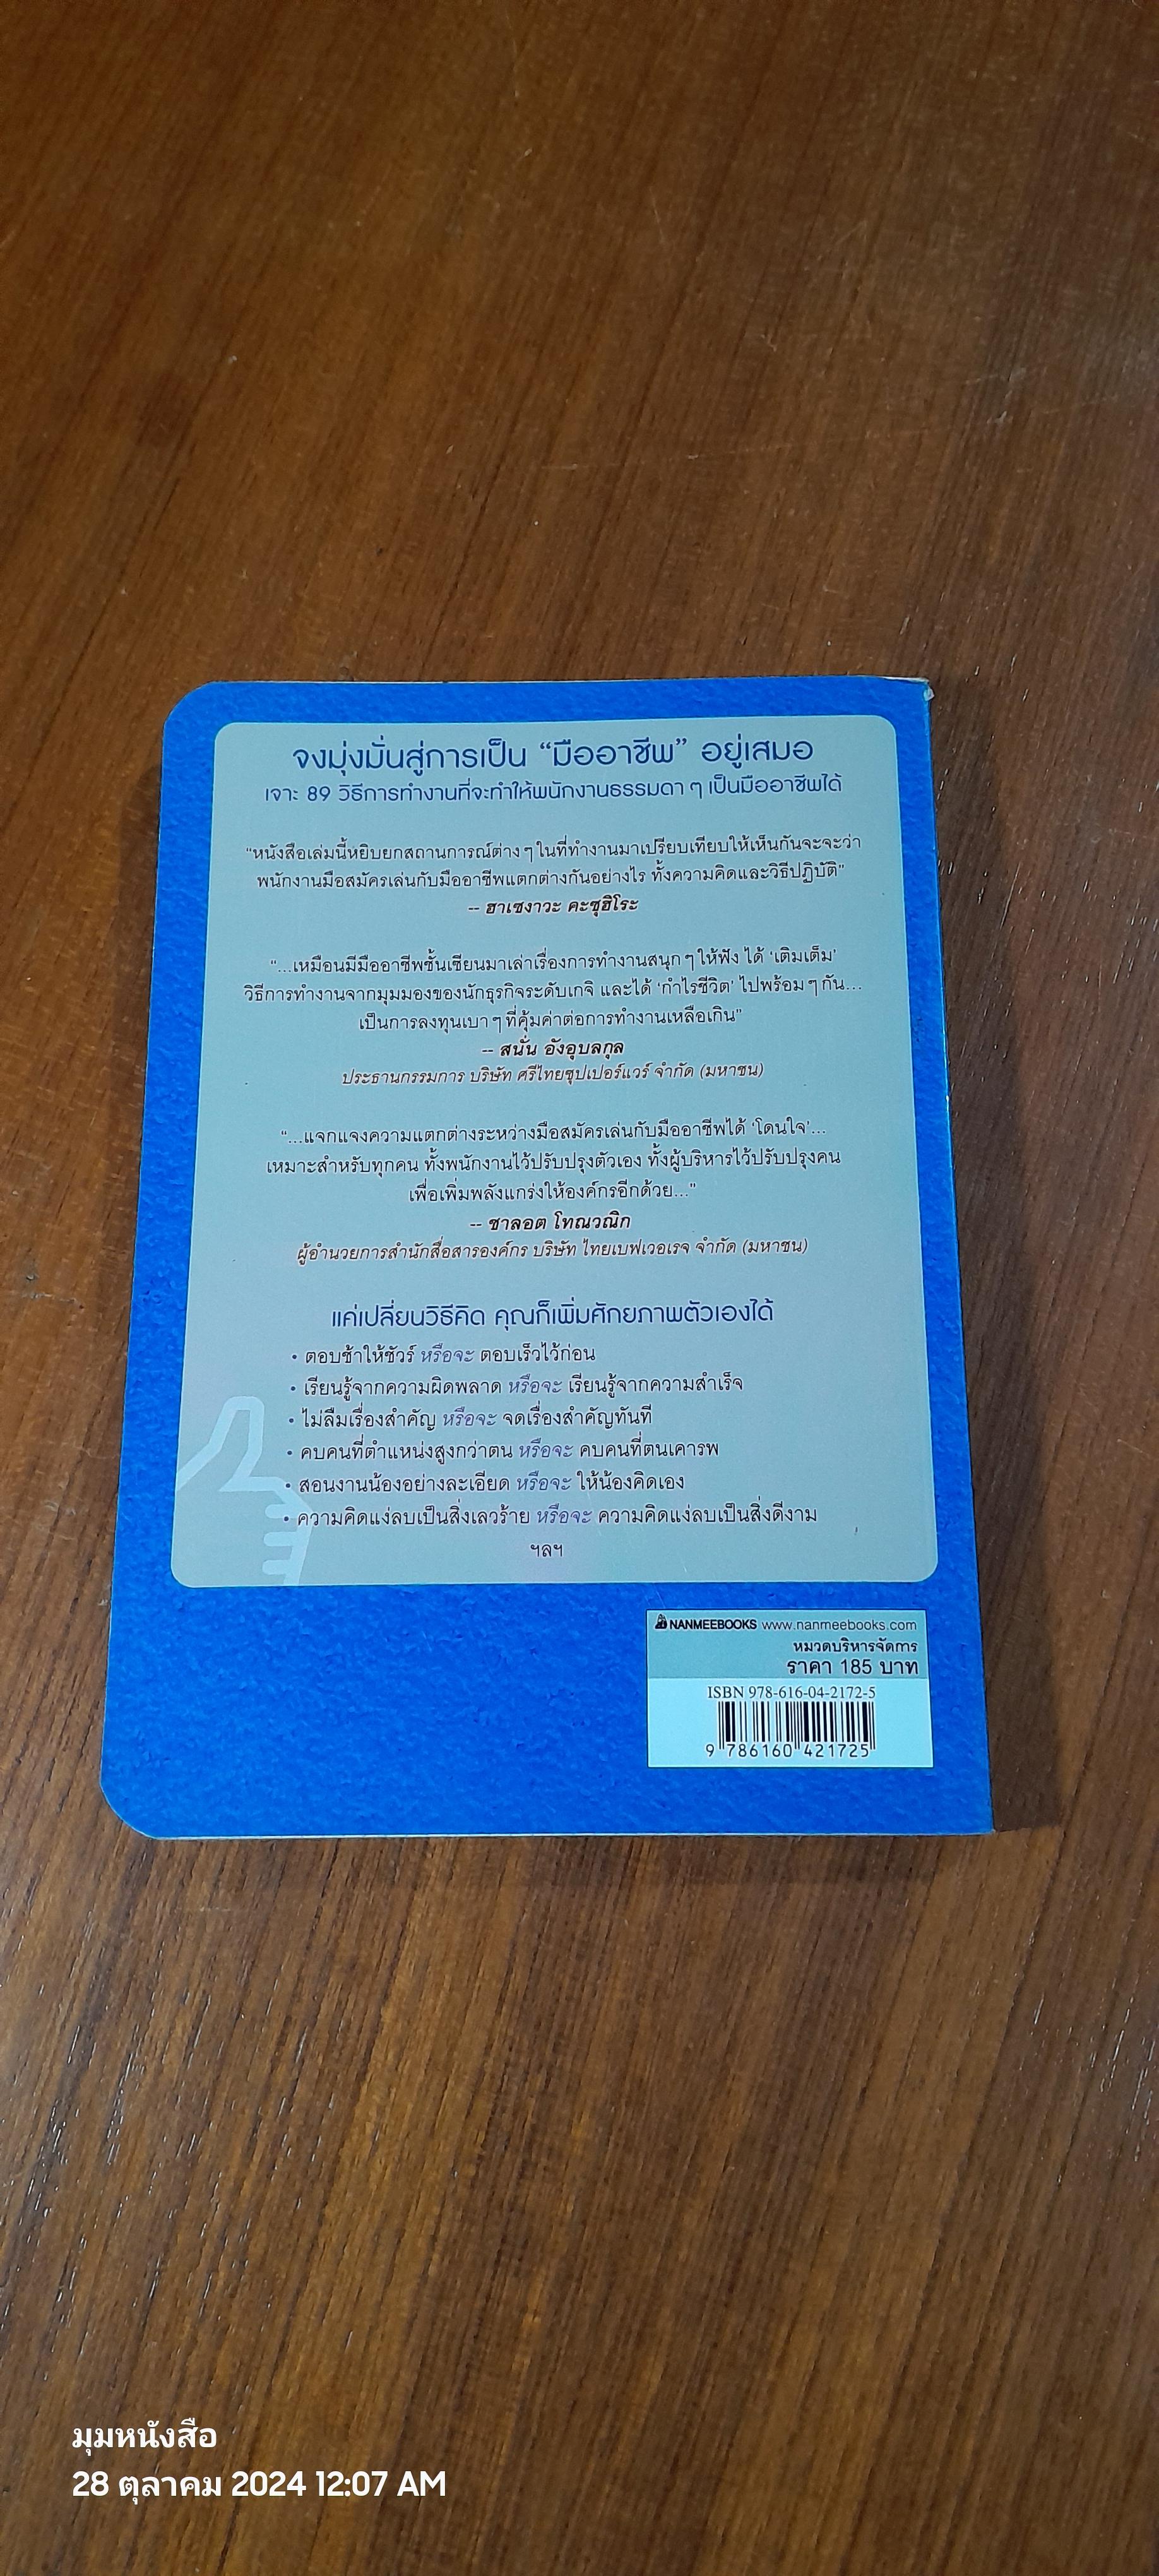 จงมุ่งมั่นสู่การเป็น “มืออาชีพ” อยู่เสมอ
เจาะ 89 วิธีการทำงานที่จะทำให้พนักงานธรรมดา ๆ เป็นมืออาชีพได้
"หนังสือเล่มนี้หยิบยกสถานการณ์ต่าง ๆ ในที่ทำงานมาเปรียบเทียบให้เห็นกันจะจะว่า
พนักงานมือสมัครเล่นกับมืออาชีพแตกต่างกันอย่างไร ทั้งความคิดและวิธีปฏิบัติ"
-- ฮาเซงาวะ คะซุฮิโระ
"...เหมือนมีมืออาชีพชั้นเซียนมาเล่าเรื่องการทำงานสนุก ๆ ให้ฟัง ได้ ‘เติมเต็ม’
วิธีการทำงานจากมุมมองของนักธุรกิจระดับเกจิ และได้ ‘กำไรชีวิต’ ไปพร้อม ๆ กัน...
เป็นการลงทุนเบา ๆ ที่คุ้มค่าต่อการทำงานเหลือเกิน"
-- สนั่น อังอุบลกุล
ประธานกรรมการ บริษัท ศรีไทยซุปเปอร์แวร์ จำกัด (มหาชน)
"...แจกแจงความแตกต่างระหว่างมือสมัครเล่นกับมืออาชีพได้ ‘โดนใจ’...
เหมาะสำหรับทุกคน ทั้งพนักงานไว้ปรับปรุงตัวเอง ทั้งผู้บริหารไว้ปรับปรุงคน
เพื่อเพิ่มพลังแกร่งให้องค์กรอีกด้วย..."
-- ชาลอต โทณวณิก
ผู้อำนวยการสำนักสื่อสารองค์กร บริษัท ไทยเบฟเวอเรจ จำกัด (มหาชน)
แค่เปลี่ยนวิธีคิด คุณก็เพิ่มศักยภาพตัวเองได้
• ตอบช้าให้ชัวร์ หรือจะ ตอบเร็วไว้ก่อน
• เรียนรู้จากความผิดพลาด หรือจะ เรียนรู้จากความสำเร็จ
• ไม่ลืมเรื่องสำคัญ หรือจะ จดเรื่องสำคัญทันที
• คบคนที่ตำแหน่งสูงกว่าตน หรือจะ คบคนที่ตนเคารพ
• สอนงานน้องอย่างละเอียด หรือจะ ให้น้องคิดเอง
• ความคิดแง่ลบเป็นสิ่งเลวร้าย หรือจะ ความคิดแง่ลบเป็นสิ่งดีงาม
ฯลฯ
NANMEEBOOKS www.nanmeebooks.com
หมวดบริหารจัดการ
ราคา 185 บาท
ISBN 978-616-04-2172-5
9 786160 421725
มุมหนังสือ
28 ตุลาคม 2024 12:07 AM